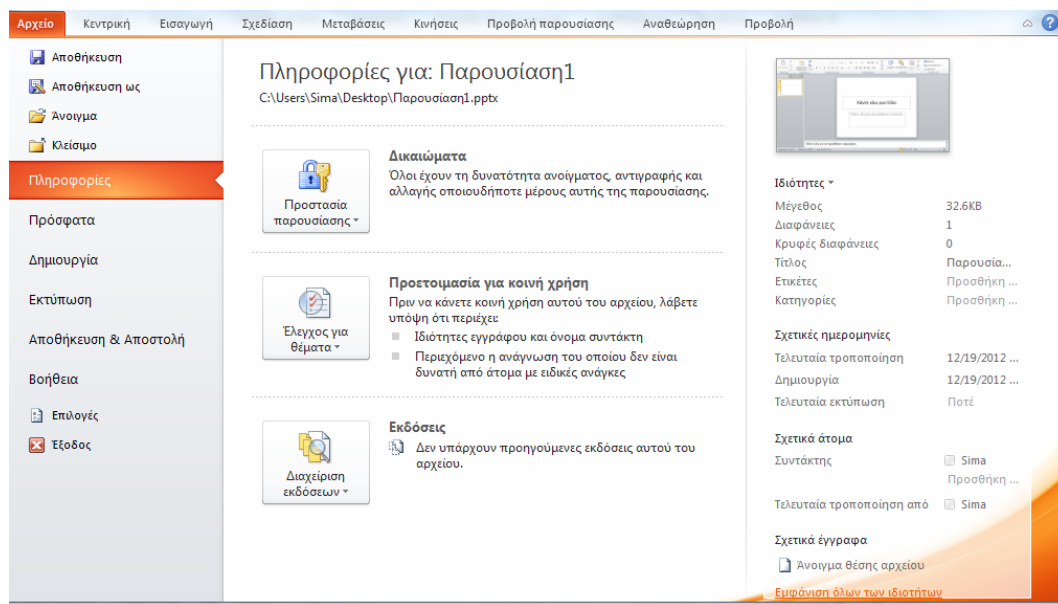 Αρχείο Κεντρική Εισαγωγή Σχεδίαση Μεταβάσεις Κινήσεις Προβολή παρουσίασης Αναθεώρηση Προβολή
Αποθήκευση
Αποθήκευση ως
Άνοιγμα
Κλείσιμο
Πληροφορίες
Πρόσφατα
Δημιουργία
Εκτύπωση
Αποθήκευση & Αποστολή
Βοήθεια
Επιλογές
Έξοδος
Πληροφορίες για: Παρουσίαση1
C:\Users\Sima\Desktop\Παρουσίαση1.pptx
Προστασία
παρουσίασης
Δικαιώματα
Όλοι έχουν τη δυνατότητα ανοίγματος, αντιγραφής και
αλλαγής οποιουδήποτε μέρους αυτής της παρουσίασης.
Έλεγχος για
θέματα
Προετοιμασία για κοινή χρήση
Πριν να κάνετε κοινή χρήση αυτού του αρχείου, λάβετε
υπόψη ότι περιέχει:
Ιδιότητες εγγράφου και όνομα συντάκτη
Περιεχόμενο η ανάγνωση του οποίου δεν είναι
δυνατή από άτομα με ειδικές ανάγκες
Διαχείριση
εκδόσεων
Εκδόσεις
Δεν υπάρχουν προηγούμενες εκδόσεις αυτού του
αρχείου.
Ιδιότητες
Μέγεθος 32.6KB
Διαφάνειες 1
Κρυφές διαφάνειες 0
Τίτλος Παρουσία...
Ετικέτες Προσθήκη ...
Κατηγορίες Προσθήκη ...
Σχετικές ημερομηνίες
Τελευταία τροποποίηση 12/19/2012 ...
Δημιουργία 12/19/2012 ...
Τελευταία εκτύπωση Ποτέ
Σχετικά άτομα
Συντάκτης Sima
Προσθήκη ...
Τελευταία τροποποίηση από Sima
Σχετικά έγγραφα
Άνοιγμα θέσης αρχείου
Εμφάνιση όλων των ιδιοτήτων